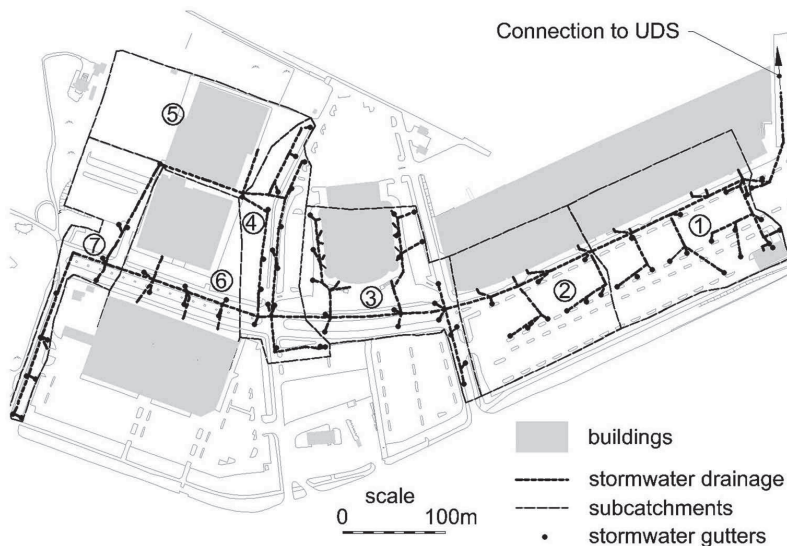 Connection to UDS
⑤
④
①
⑦
⑥
③
②
buildings
stormwater drainage
scale
subcatchments
0 100m
stormwater gutters